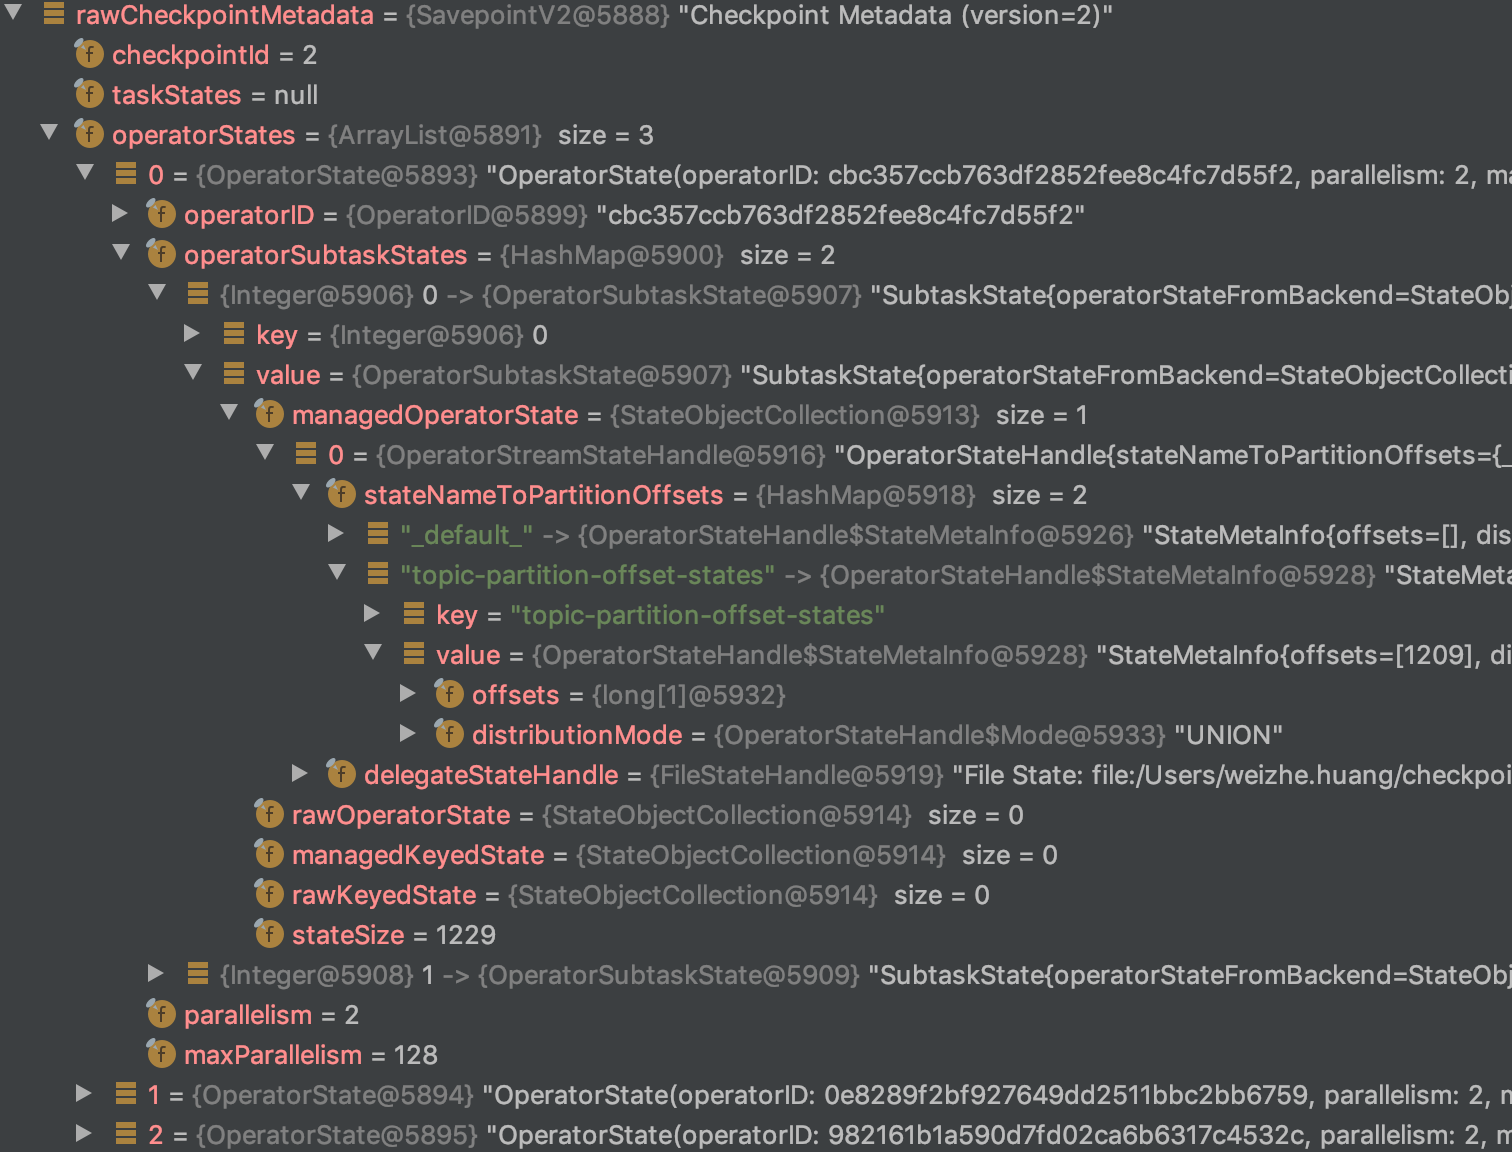 rawCheckpointMetadata = {SavepointV2@5888} "Checkpoint Metadata (version=2)"
f checkpointId = 2
f taskStates = null
f operatorStates = {ArrayList@5891} size = 3
0 = {OperatorState@5893} "OperatorState(operatorID: cbc357ccb763df2852fee8c4fc7d55f2, parallelism: 2, ma
f operatorID = {OperatorID@5899} "cbc357ccb763df2852fee8c4fc7d55f2"
f operatorSubtaskStates = {HashMap@5900} size = 2
{Integer@5906} 0 -> {OperatorSubtaskState@5907} "SubtaskState{operatorStateFromBackend=StateObj
key = {Integer@5906} 0
value = {OperatorSubtaskState@5907} "SubtaskState{operatorStateFromBackend=StateObjectCollecti
f managedOperatorState = {StateObjectCollection@5913} size = 1
0 = {OperatorStreamStateHandle@5916} "OperatorStateHandle{stateNameToPartitionOffsets={_
f stateNameToPartitionOffsets = {HashMap@5918} size = 2
"_default_" -> {OperatorStateHandle$StateMetaInfo@5926} "StateMetaInfo{offsets=[], dis
"topic-partition-offset-states" -> {OperatorStateHandle$StateMetaInfo@5928} "StateMeta
key = "topic-partition-offset-states"
value = {OperatorStateHandle$StateMetaInfo@5928} "StateMetaInfo{offsets=[1209], di
f offsets = {long[1]@5932}
f distributionMode = {OperatorStateHandle$Mode@5933} "UNION"
f delegateStateHandle = {FileStateHandle@5919} "File State: file:/Users/weizhe.huang/checkpoi
f rawOperatorState = {StateObjectCollection@5914} size = 0
f managedKeyedState = {StateObjectCollection@5914} size = 0
f rawKeyedState = {StateObjectCollection@5914} size = 0
f stateSize = 1229
{Integer@5908} 1 -> {OperatorSubtaskState@5909} "SubtaskState{operatorStateFromBackend=StateObj
f parallelism = 2
f maxParallelism = 128
1 = {OperatorState@5894} "OperatorState(operatorID: 0e8289f2bf927649dd2511bbc2bb6759, parallelism: 2, m
2 = {OperatorState@5895} "OperatorState(operatorID: 982161b1a590d7fd02ca6b6317c4532c, parallelism: 2, m